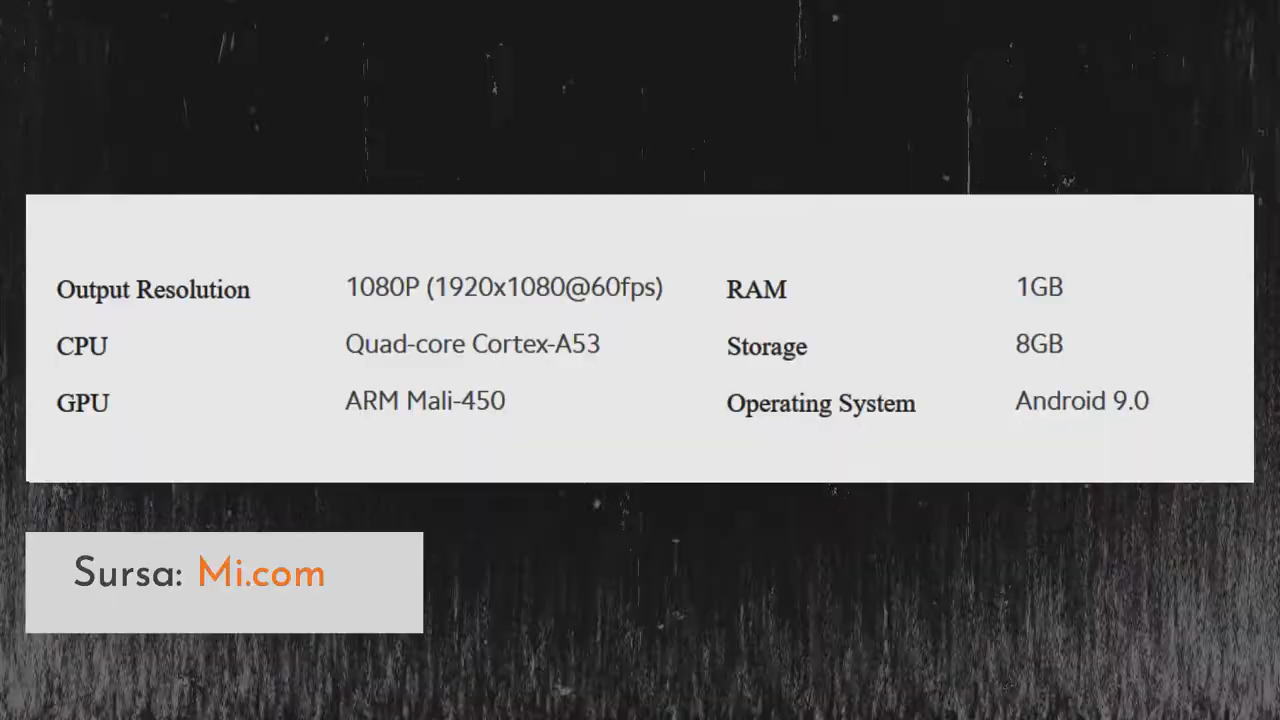 Output Resolution 1080P (1920x1080@60fps) RAM 1GB
CPU Quad-core Cortex-A53 Storage 8GB
GPU ARM Mali-450 Operating System Android 9.0
Sursa: Mi.com